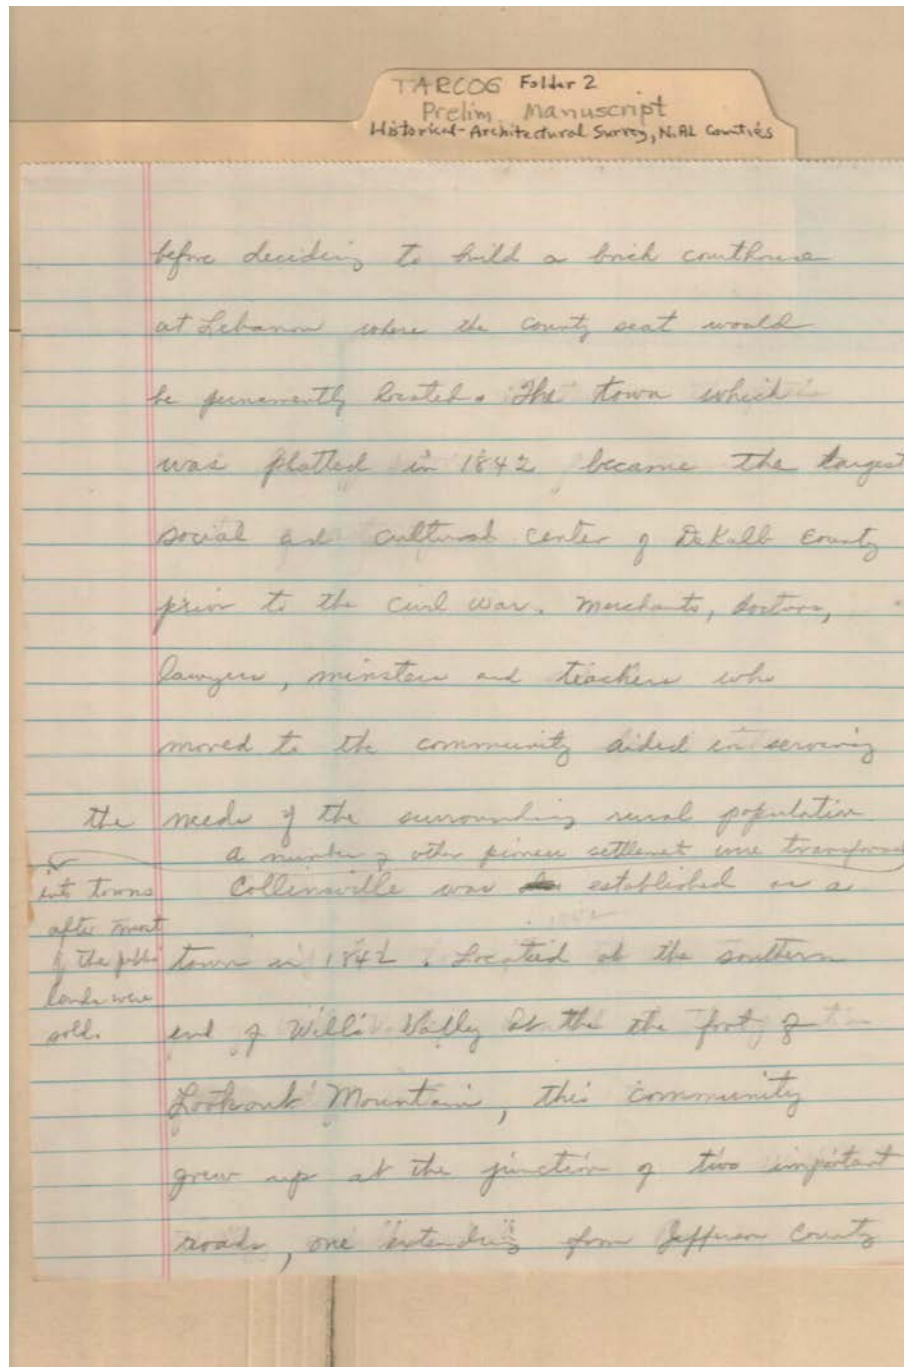 TARCOG Folder 2
Prelim. Manuscript
Historical-Architectural Survey, N. AL Counties
before deciding to build a brick courthouse
at Lebanon where the county seat would
be permanently located. The town which
was platted in 1842 became the largest
social and cultural center of DeKalb County
prior to the civil war. Merchants, doctors,
lawyers, minsters and teachers who
moved to the community aided in serving
the needs of the surrounding rural population
a number of other pioneer settlement were transformed
into towns
after most
of the public
lands were
sold.
Collinsville was established as a
town in 1842. Located at the southern
end of Will's Valley at the the foot of
Lookout Mountain, this community
grew up at the junction of two important
roads, one extending from Jefferson County